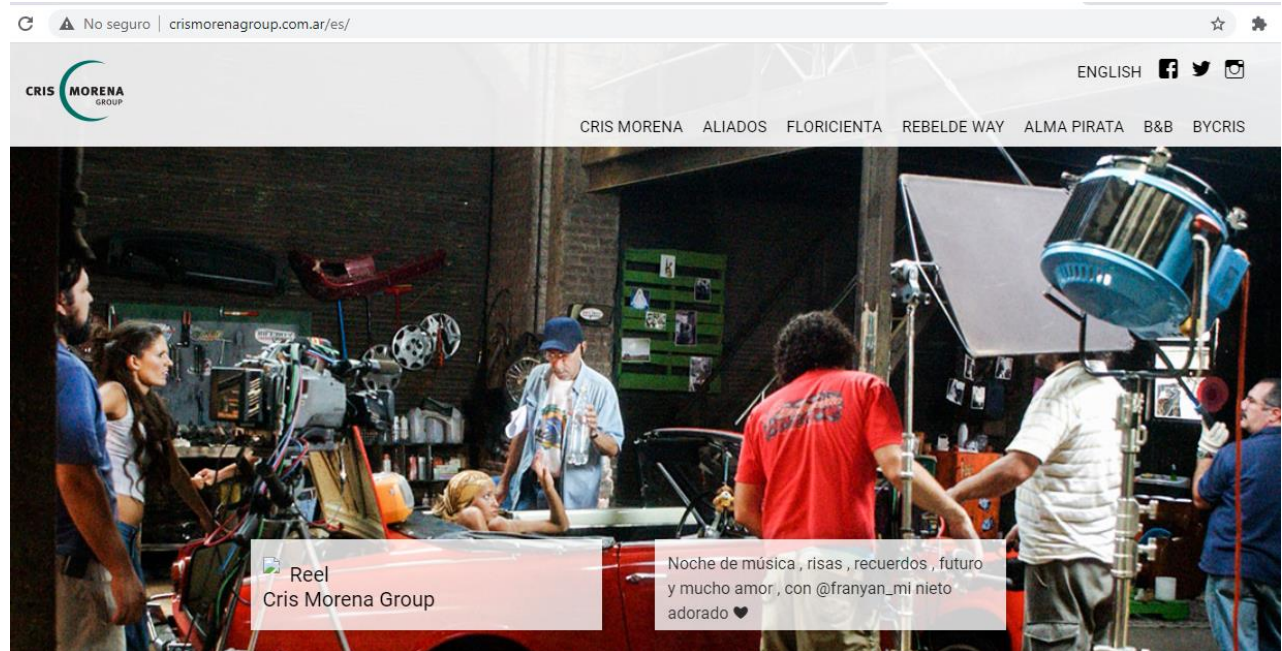 No seguro | crismorenagroup.com.ar/es/
CRIS MORENA
GROUP
ENGLISH
CRIS MORENA ALIADOS FLORICIENTA REBELDE WAY ALMA PIRATA B&B BYCRIS
Reel
Cris Morena Group
Noche de música , risas , recuerdos , futuro
y mucho amor , con @franyan_mi nieto
adorado ♥